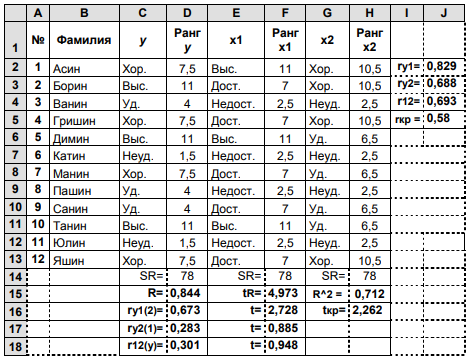 A B C D E F G H I J
1 № Фамилия y Ранг y x1 Ранг x1 x2 Ранг x2
2 1 Асин Хор. 7,5 Выс. 11 Хор. 10,5 ry1= 0,829
3 2 Борин Выс. 11 Дост. 7 Хор. 10,5 ry2= 0,688
4 3 Ванин Уд. 4 Недост. 2,5 Неуд. 2,5 r12= 0,693
5 4 Гришин Хор. 7,5 Дост. 7 Хор. 10,5 rкр = 0,58
6 5 Димин Выс. 11 Выс. 11 Уд. 6,5
7 6 Катин Неуд. 1,5 Недост. 2,5 Неуд. 2,5
8 7 Манин Хор. 7,5 Дост. 7 Уд. 6,5
9 8 Пашин Уд. 4 Недост. 2,5 Неуд. 2,5
10 9 Санин Уд. 4 Дост. 7 Уд. 6,5
11 10 Танин Выс. 11 Выс. 11 Уд. 6,5
12 11 Юлин Неуд. 1,5 Недост. 2,5 Неуд. 2,5
13 12 Яшин Хор. 7,5 Дост. 7 Хор. 10,5
14 SR= 78 SR= 78 SR= 78
15 R= 0,844 tR= 4,973 R^2 = 0,712
16 ry1(2)= 0,673 t= 2,728 tкр= 2,262
17 ry2(1)= 0,283 t= 0,885
18 r12(y)= 0,301 t= 0,948